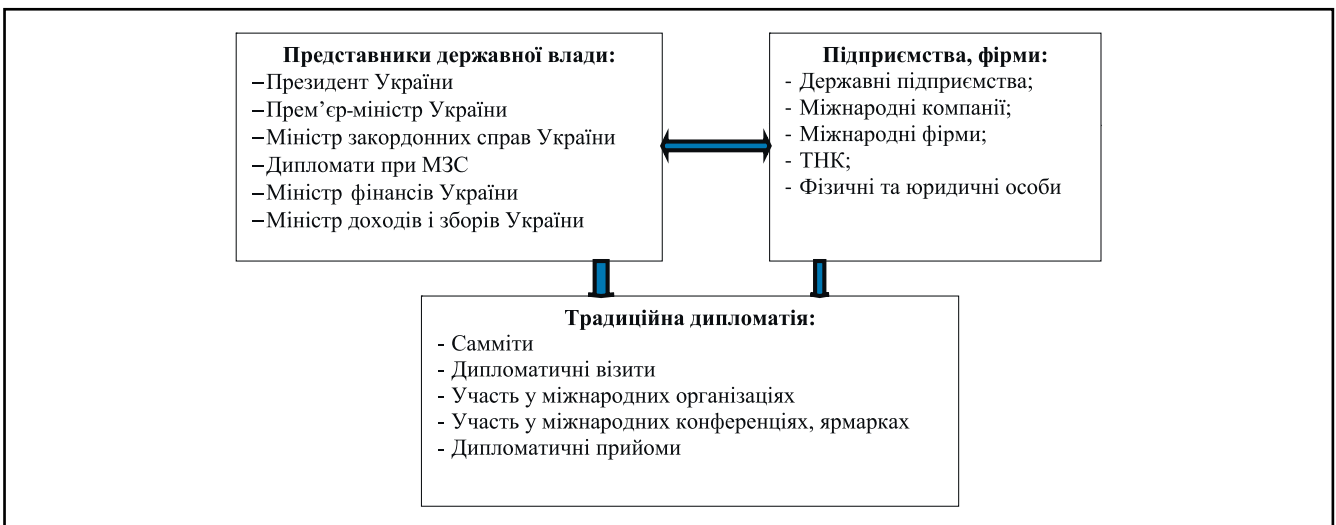 Представники державної влади:
–Президент України
–Прем’єр-міністр України
–Міністр закордонних справ України
–Дипломати при МЗС
–Міністр фінансів України
–Міністр доходів і зборів України
Підприємства, фірми:
- Державні підприємства;
- Міжнародні компанії;
- Міжнародні фірми;
- ТНК;
- Фізичні та юридичні особи
Традиційна дипломатія:
- Самміти
- Дипломатичні візити
- Участь у міжнародних організаціях
- Участь у міжнародних конференціях, ярмарках
- Дипломатичні прийоми